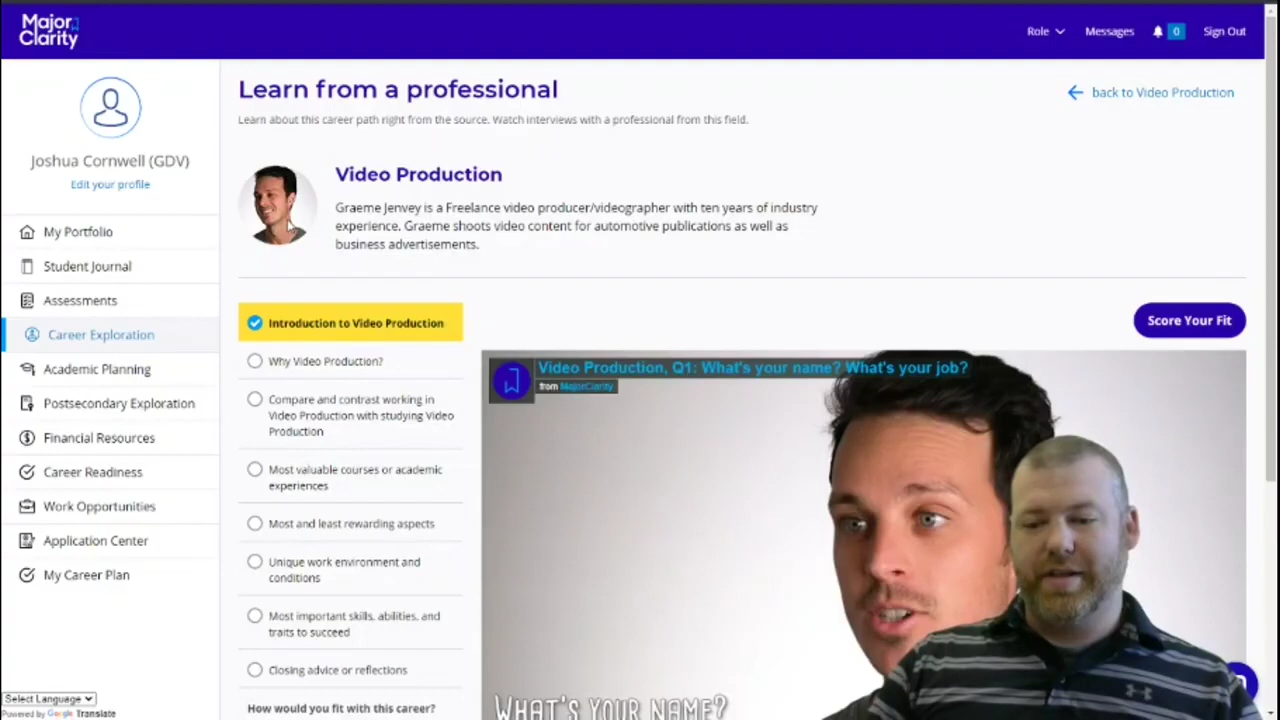 Major
Clarity
Role
Messages
0
Sign Out
Joshua Cornwell (GDV)
Edit your profile
My Portfolio
Student Journal
Assessments
Career Exploration
Academic Planning
Postsecondary Exploration
Financial Resources
Career Readiness
Work Opportunities
Application Center
My Career Plan
Select Language
Powered by Google Translate
Learn from a professional
back to Video Production
Learn about this career path right from the source. Watch interviews with a professional from this field.
Video Production
Graeme Jenvey is a Freelance video producer/videographer with ten years of industry
experience. Graeme shoots video content for automotive publications as well as
business advertisements.
Score Your Fit
Introduction to Video Production
Why Video Production?
Compare and contrast working in
Video Production with studying Video
Production
Most valuable courses or academic
experiences
Most and least rewarding aspects
Unique work environment and
conditions
Most important skills, abilities, and
traits to succeed
Closing advice or reflections
How would you fit with this career?
Video Production, Q1: What's your name? What's your job?
from MajorClarity
WHAT'S YOUR NAME?